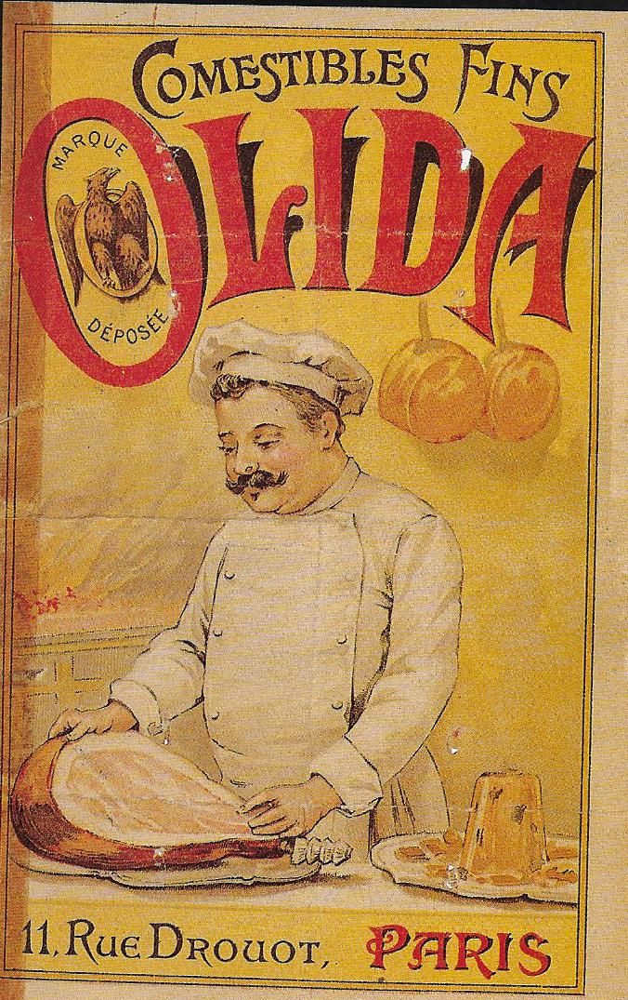 COMESTIBLES FINS
OLIDA
MARQUE
DÉPOSÉE
11, RUE DROUOT, PARIS